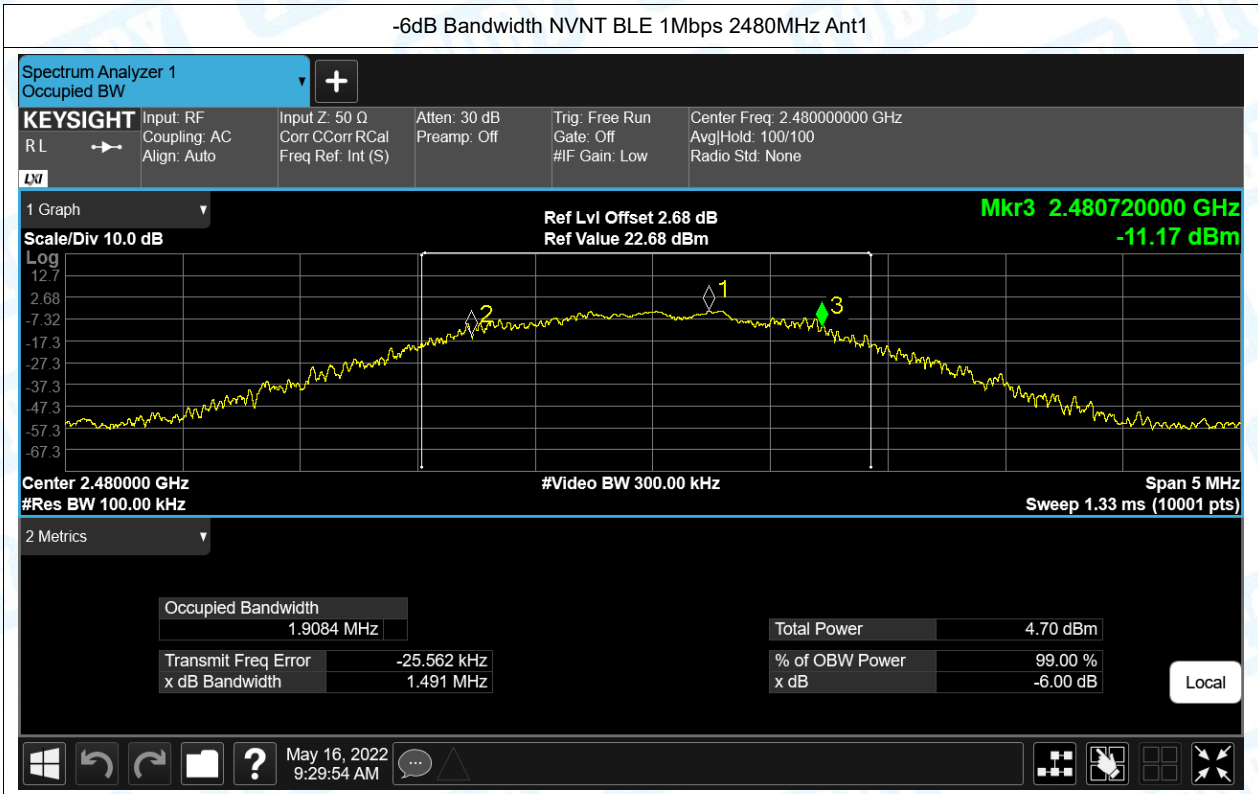 -6dB Bandwidth NVNT BLE 1Mbps 2480MHz Ant1
Spectrum Analyzer 1
Occupied BW
KEYSIGHT
RL
LXI
Input: RF
Coupling: AC
Align: Auto
Input Z: 50 Ω
Corr CCorr RCal
Freq Ref: Int (S)
Atten: 30 dB
Preamp: Off
Trig: Free Run
Gate: Off
#IF Gain: Low
Center Freq: 2.480000000 GHz
Avg|Hold: 100/100
Radio Std: None
1 Graph
Scale/Div 10.0 dB
Ref Lvl Offset 2.68 dB
Ref Value 22.68 dBm
Mkr3 2.480720000 GHz
-11.17 dBm
Log
12.7
2.68
-7.32
-17.3
-27.3
-37.3
-47.3
-57.3
-67.3
1
2
3
Center 2.480000 GHz
#Res BW 100.00 kHz
#Video BW 300.00 kHz
Span 5 MHz
Sweep 1.33 ms (10001 pts)
2 Metrics
Occupied Bandwidth
1.9084 MHz
Transmit Freq Error -25.562 kHz
x dB Bandwidth 1.491 MHz
Total Power 4.70 dBm
% of OBW Power 99.00 %
x dB -6.00 dB
Local
?
May 16, 2022
9:29:54 AM